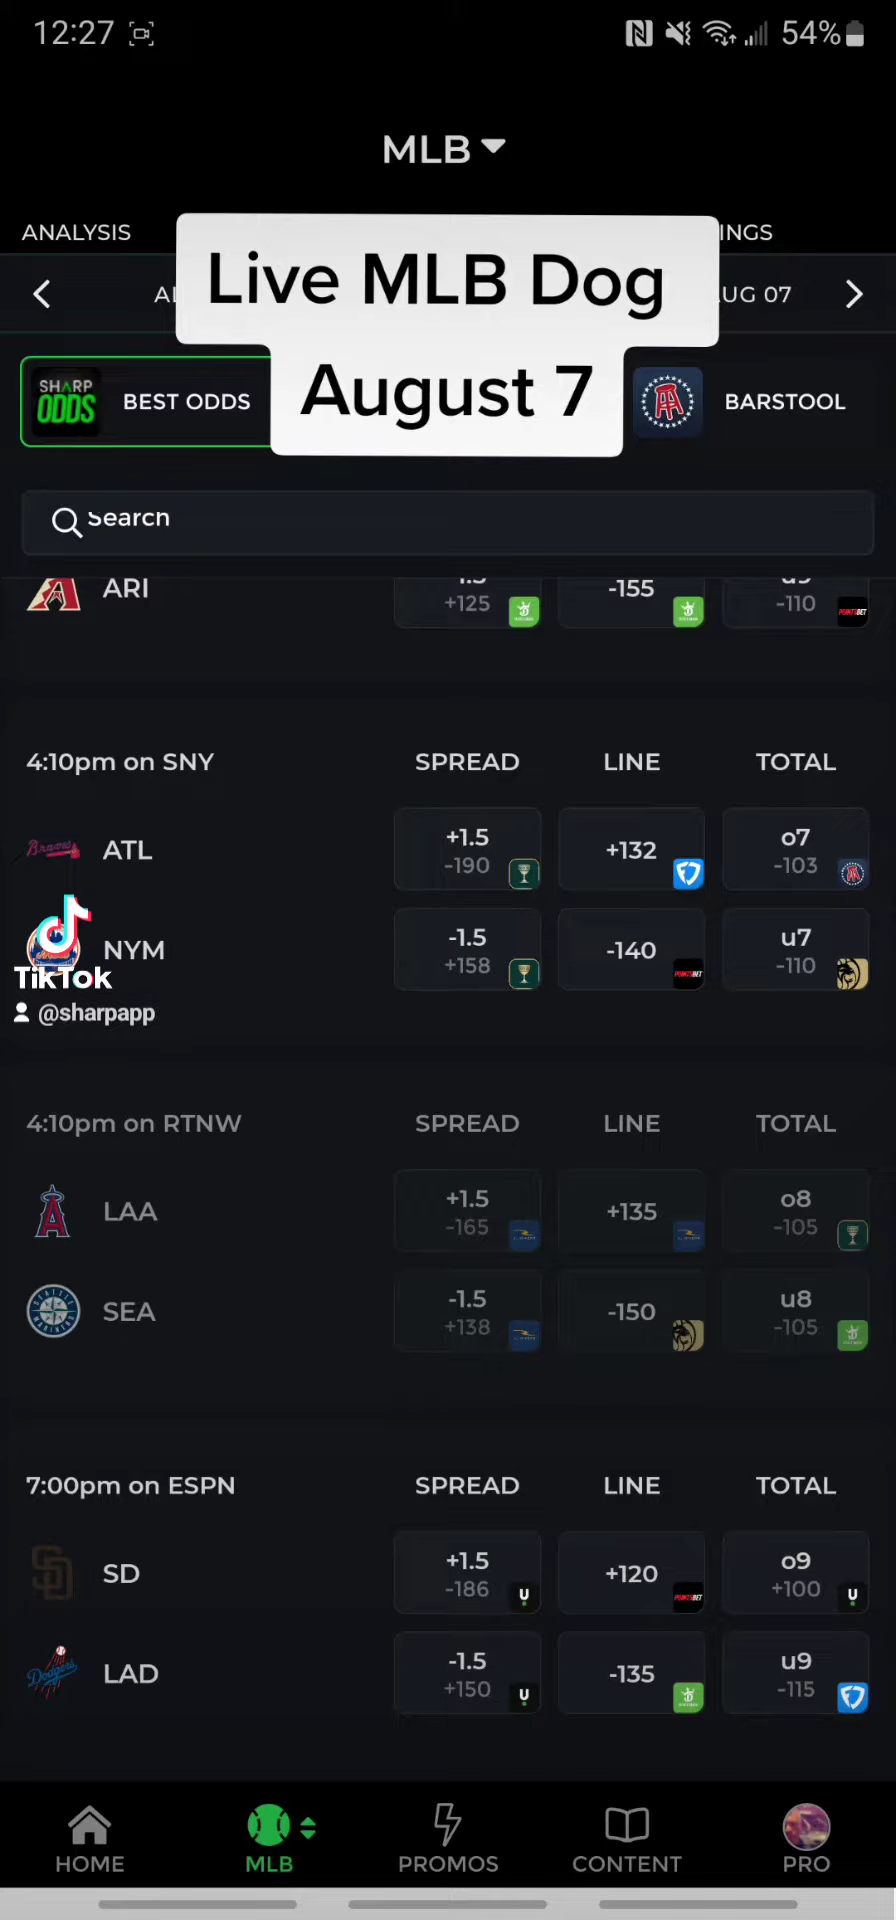 12:27 54%
MLB
ANALYSIS INGS
Live MLB Dog
August 7
UG 07
SHARP ODDS BEST ODDS BARSTOOL
Search
ARI -155
+125 -110
4:10pm on SNY SPREAD LINE TOTAL
ATL +1.5 -190 +132 o7 -103
NYM -1.5 +158 -140 u7 -110
TikTok
@sharpapp
4:10pm on RTNW SPREAD LINE TOTAL
LAA +1.5 -165 +135 o8 -105
SEA -1.5 +138 -150 u8 -105
7:00pm on ESPN SPREAD LINE TOTAL
SD +1.5 -186 +120 o9 +100
LAD -1.5 +150 -135 u9 -115
HOME MLB PROMOS CONTENT PRO